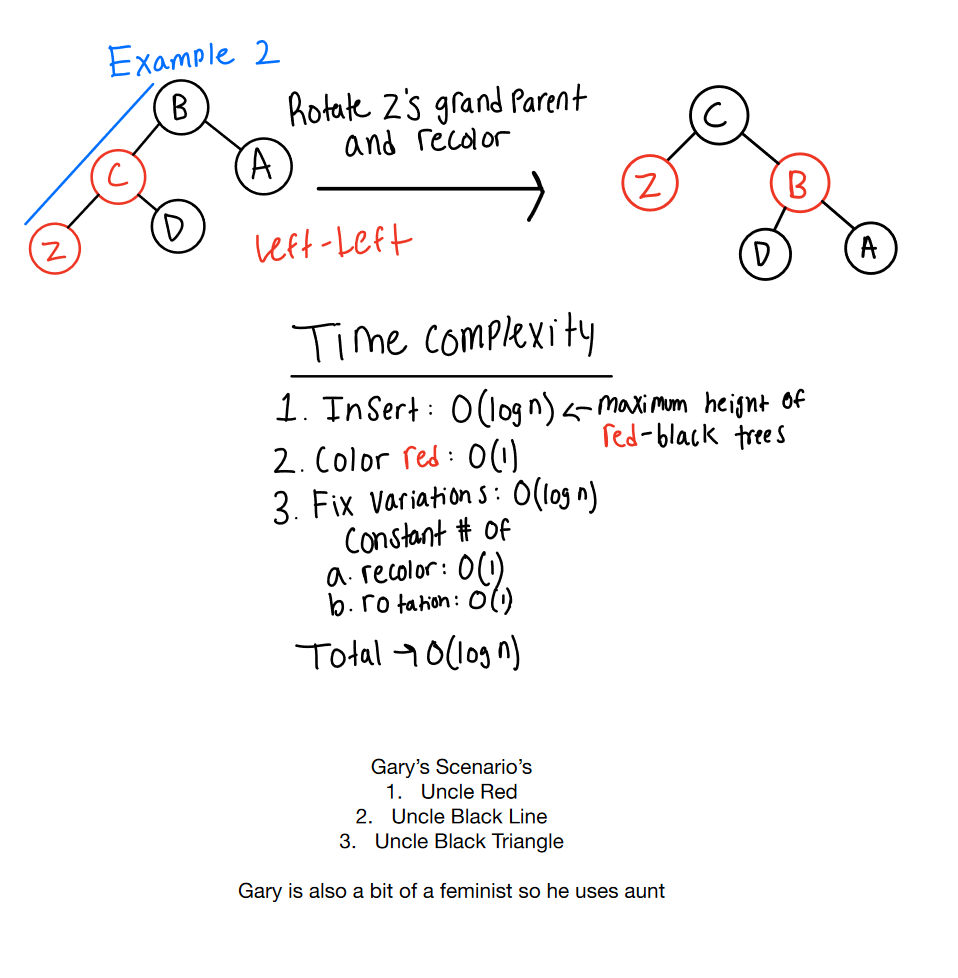 Example 2
B
C
A
Z
D
Rotate Z's grand Parent
and recolor
Left-Left
C
Z
B
D
A
Time Complexity
1. Insert: O(log n) ← maximum height of
red-black trees
2. Color red: O(1)
3. Fix Variations: O(log n)
Constant # of
a. recolor: O(1)
b. rotation: O(1)
Total → O(log n)
Gary's Scenario's
1. Uncle Red
2. Uncle Black Line
3. Uncle Black Triangle
Gary is also a bit of a feminist so he uses aunt